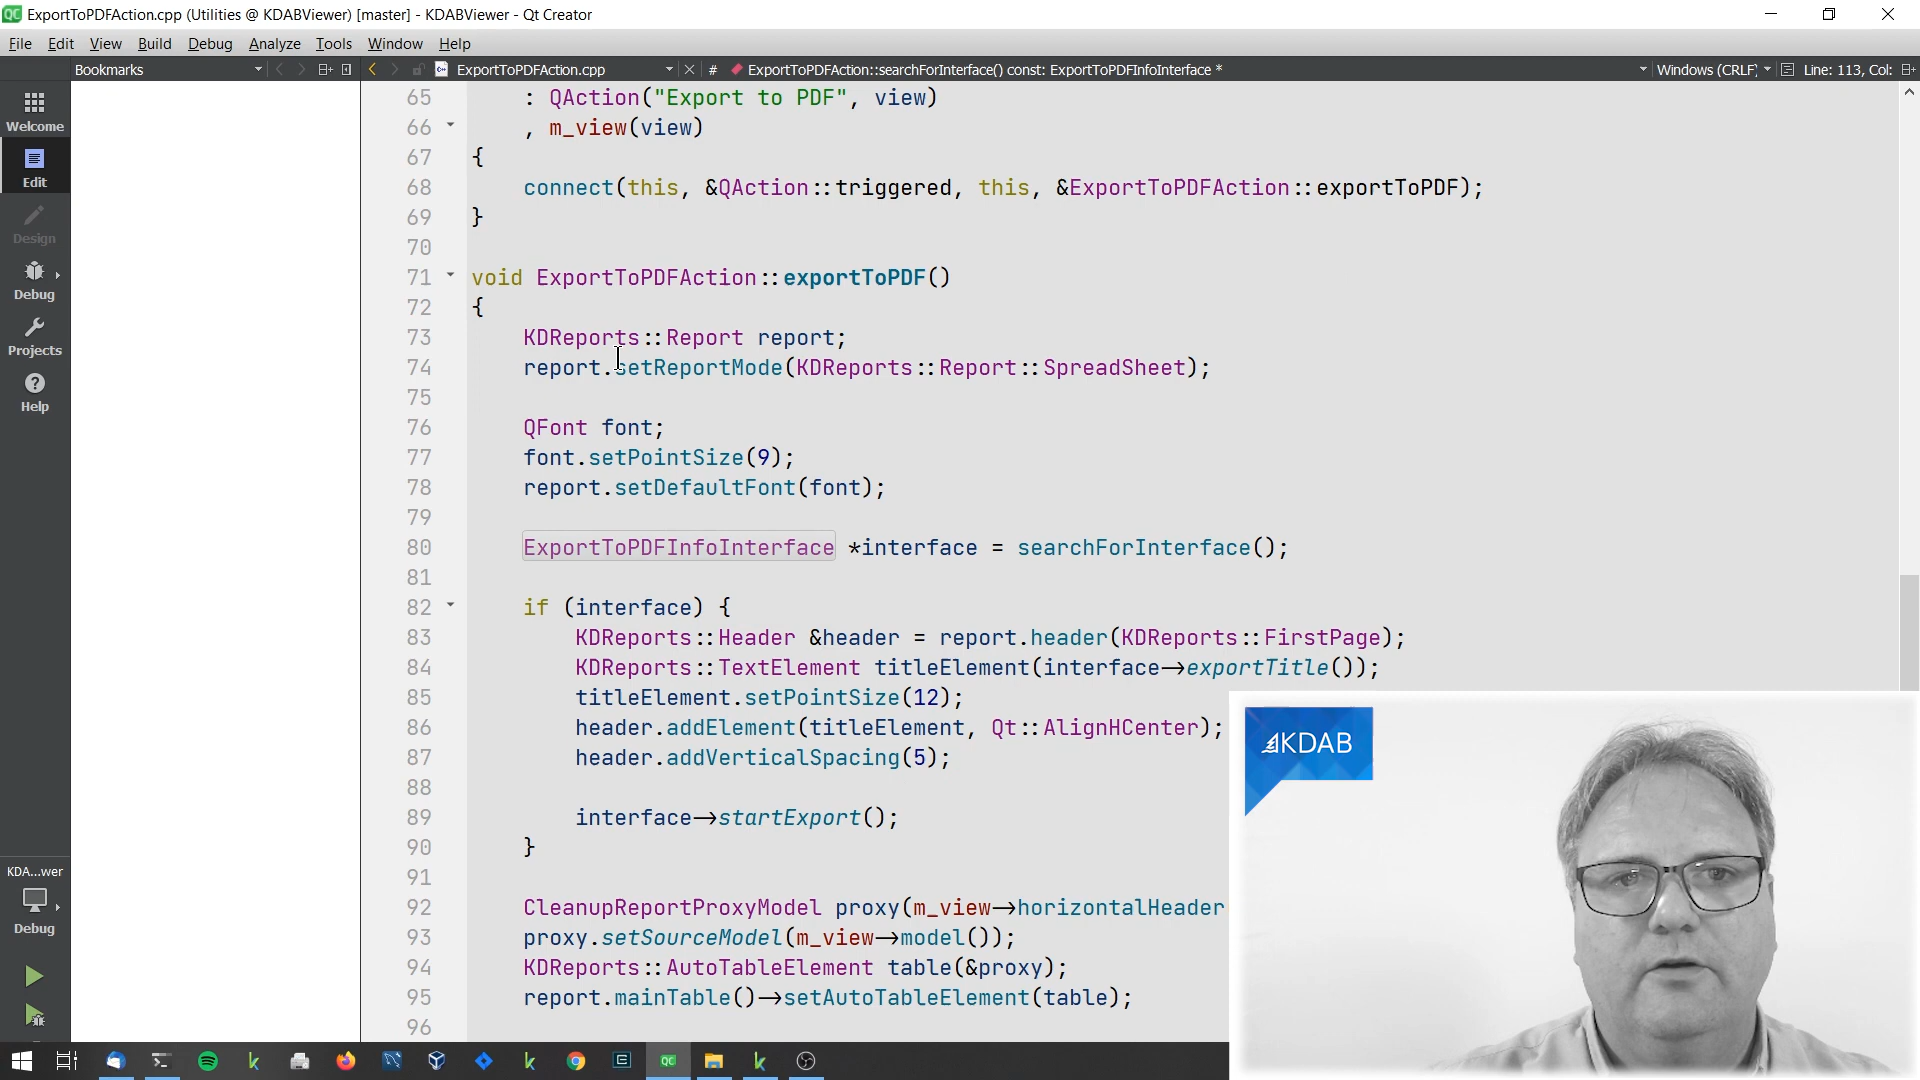 ExportToPDFAction.cpp (Utilities @ KDABViewer) [master] - KDABViewer - Qt Creator
File Edit View Build Debug Analyze Tools Window Help
Bookmarks ExportToPDFAction.cpp # ExportToPDFAction::searchForInterface() const: ExportToPDFInfoInterface * Windows (CRLF) Line: 113, Col:
Welcome
Edit
Design
Debug
Projects
Help
KDA...wer
Debug
65 : QAction("Export to PDF", view)
66 , m_view(view)
67 {
68 connect(this, &QAction::triggered, this, &ExportToPDFAction::exportToPDF);
69 }
70
71 void ExportToPDFAction::exportToPDF()
72 {
73 KDReports::Report report;
74 report.setReportMode(KDReports::Report::SpreadSheet);
75
76 QFont font;
77 font.setPointSize(9);
78 report.setDefaultFont(font);
79
80 ExportToPDFInfoInterface *interface = searchForInterface();
81
82 if (interface) {
83 KDReports::Header &header = report.header(KDReports::FirstPage);
84 KDReports::TextElement titleElement(interface->exportTitle());
85 titleElement.setPointSize(12);
86 header.addElement(titleElement, Qt::AlignHCenter);
87 header.addVerticalSpacing(5);
88
89 interface->startExport();
90 }
91
92 CleanupReportProxyModel proxy(m_view->horizontalHeader
93 proxy.setSourceModel(m_view->model());
94 KDReports::AutoTableElement table(&proxy);
95 report.mainTable()->setAutoTableElement(table);
96
KDAB